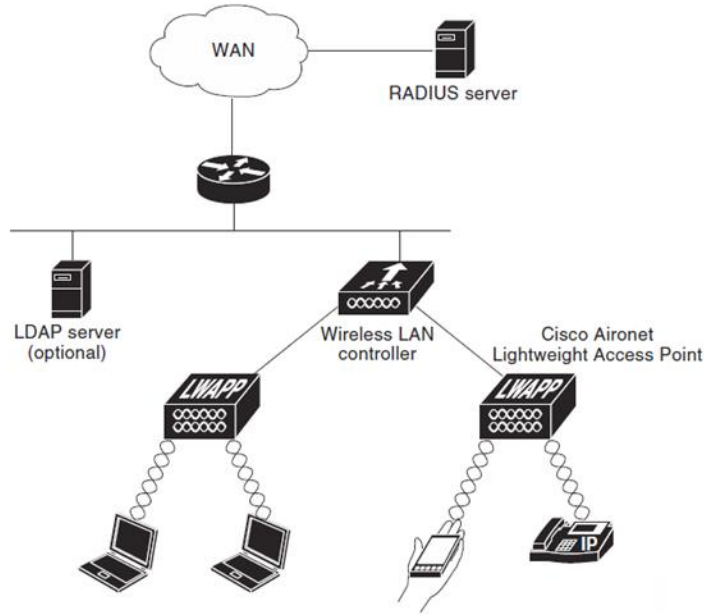 WAN
RADIUS server
LDAP server
(optional)
Wireless LAN
controller
Cisco Aironet
Lightweight Access Point
LWAPP
LWAPP
IP